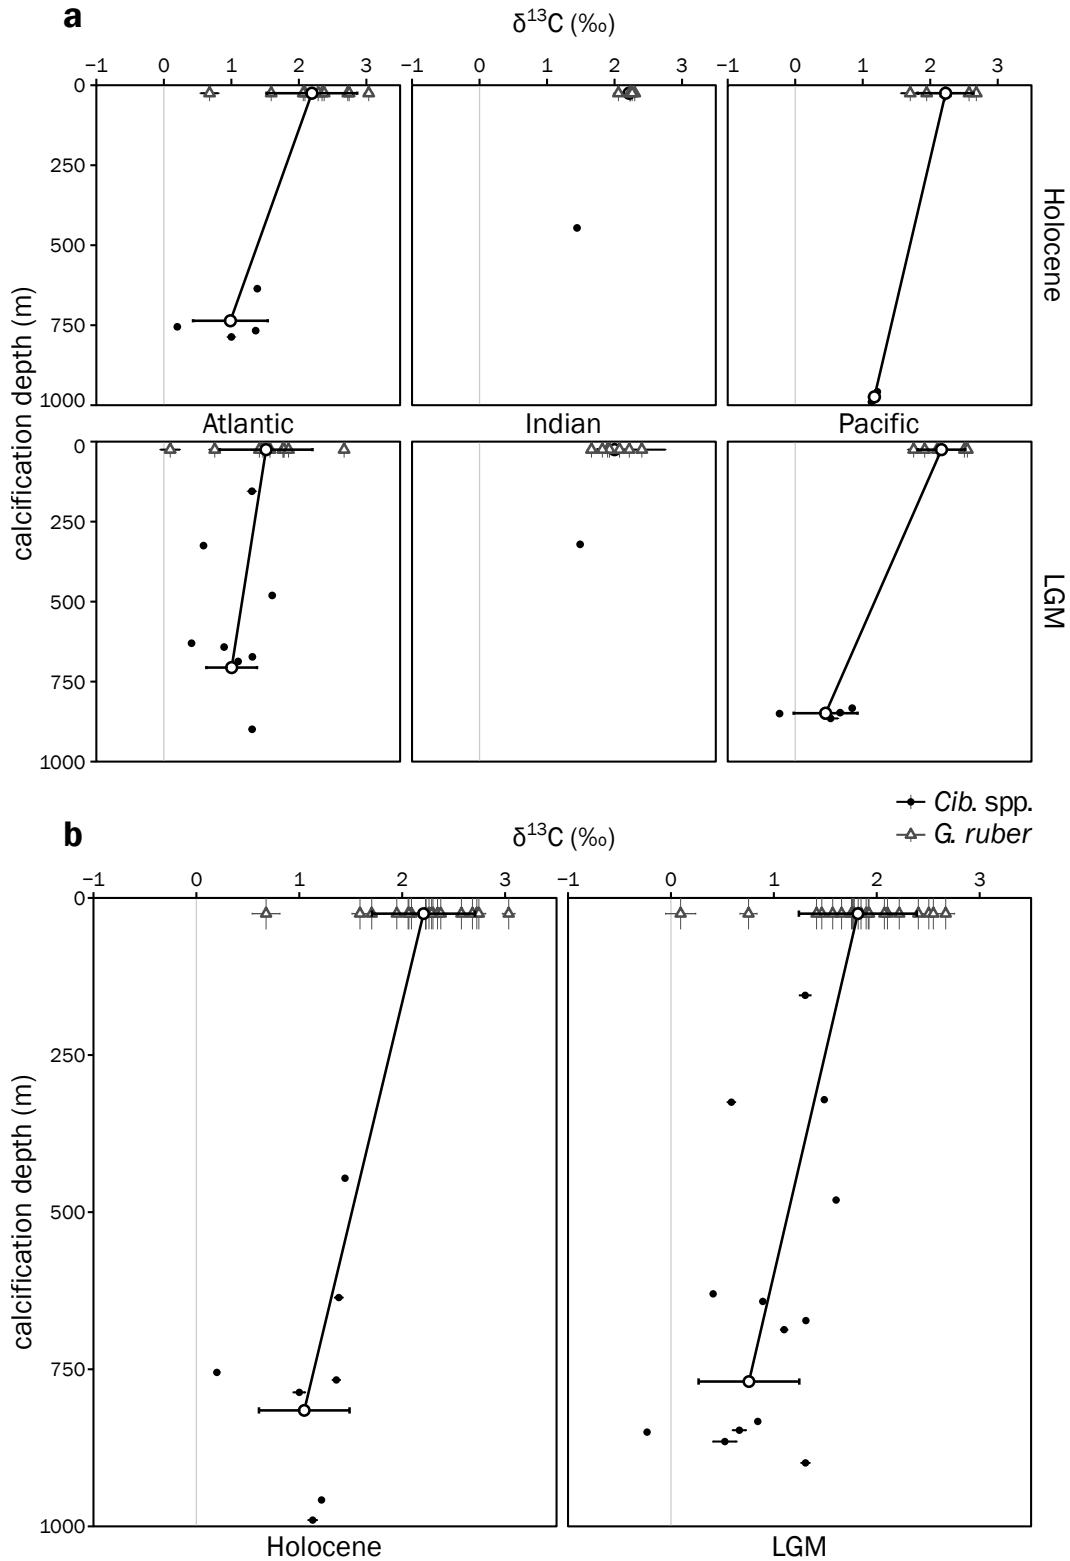 a
δ13C (‰)
−1 0 1 2 3 −1 0 1 2 3 −1 0 1 2 3
0
250
500
750
1000
Holocene
Atlantic Indian Pacific
calcification depth (m)
0
250
500
750
1000
LGM
Cib. spp.
G. ruber
b
δ13C (‰)
−1 0 1 2 3 −1 0 1 2 3
0
250
500
750
1000
calcification depth (m)
Holocene LGM